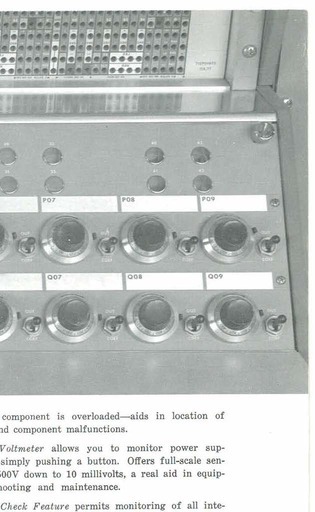 P07
P08
P09
Q07
Q08
Q09
component is overloaded—aids in location of
nd component malfunctions.
Voltmeter allows you to monitor power sup-
simply pushing a button. Offers full-scale sen-
500V down to 10 millivolts, a real aid in equip-
hooting and maintenance.
Check Feature permits monitoring of all inte-